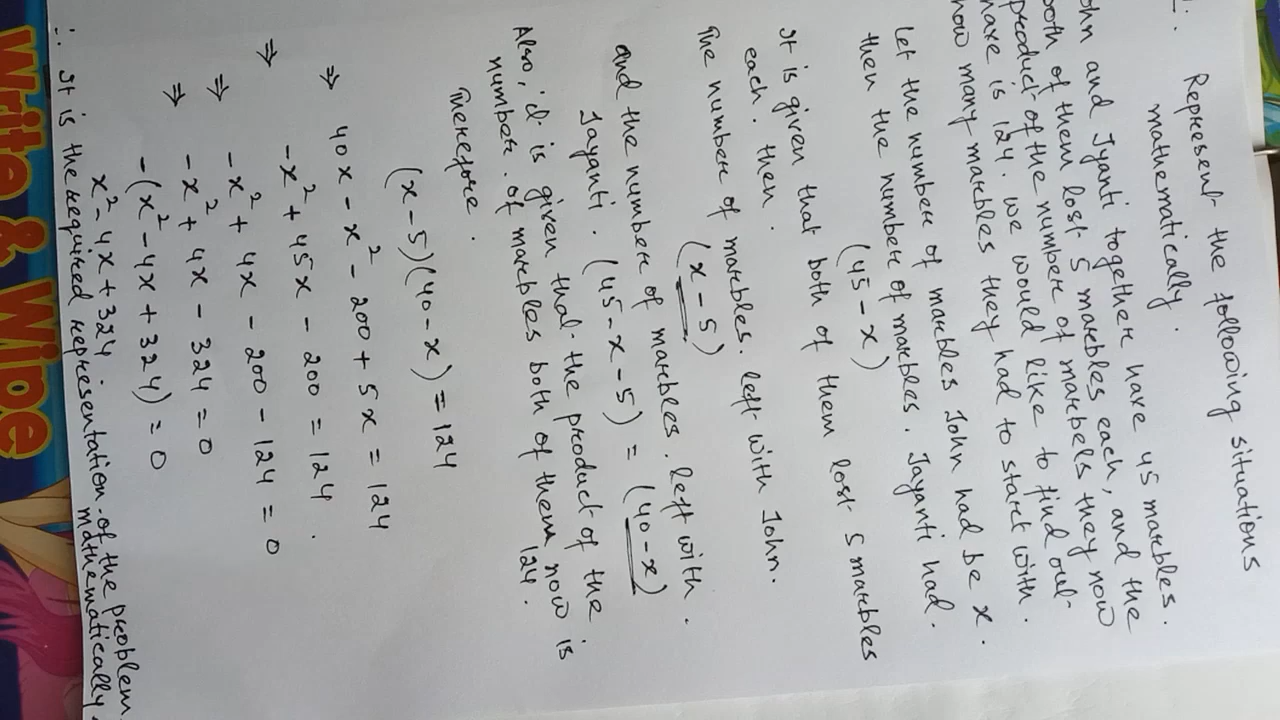 Represent the following situations
mathematically.
ohn and Jyanti together have 45 marbles.
both of them lost 5 marbles each, and the
product of the number of marbels they now
have is 124. we would like to find out
how many marbles they had to start with.
Let the number of marbles John had be x.
then the number of marbles. Jayanti had.
(45 - x)
It is given that both of them lost 5 marbles
each. then.
The number of marbles. left with John.
(x - 5)
and the number of marbles. left with.
Jayanti. (45 - x - 5) = (40 - x)
Also, it is given that the product of the
number. of marbles both of them now is
124.
Therefore.
(x - 5)(40 - x) = 124
⇒ 40x - x² - 200 + 5x = 124
-x² + 45x - 200 = 124.
⇒ -x² + 4x - 200 - 124 = 0
⇒ -x² + 4x - 324 = 0
⇒ -(x² - 4x + 324) = 0
x² - 4x + 324.
∴ It is the required representation of the problem
mathematically.
Write & Wipe